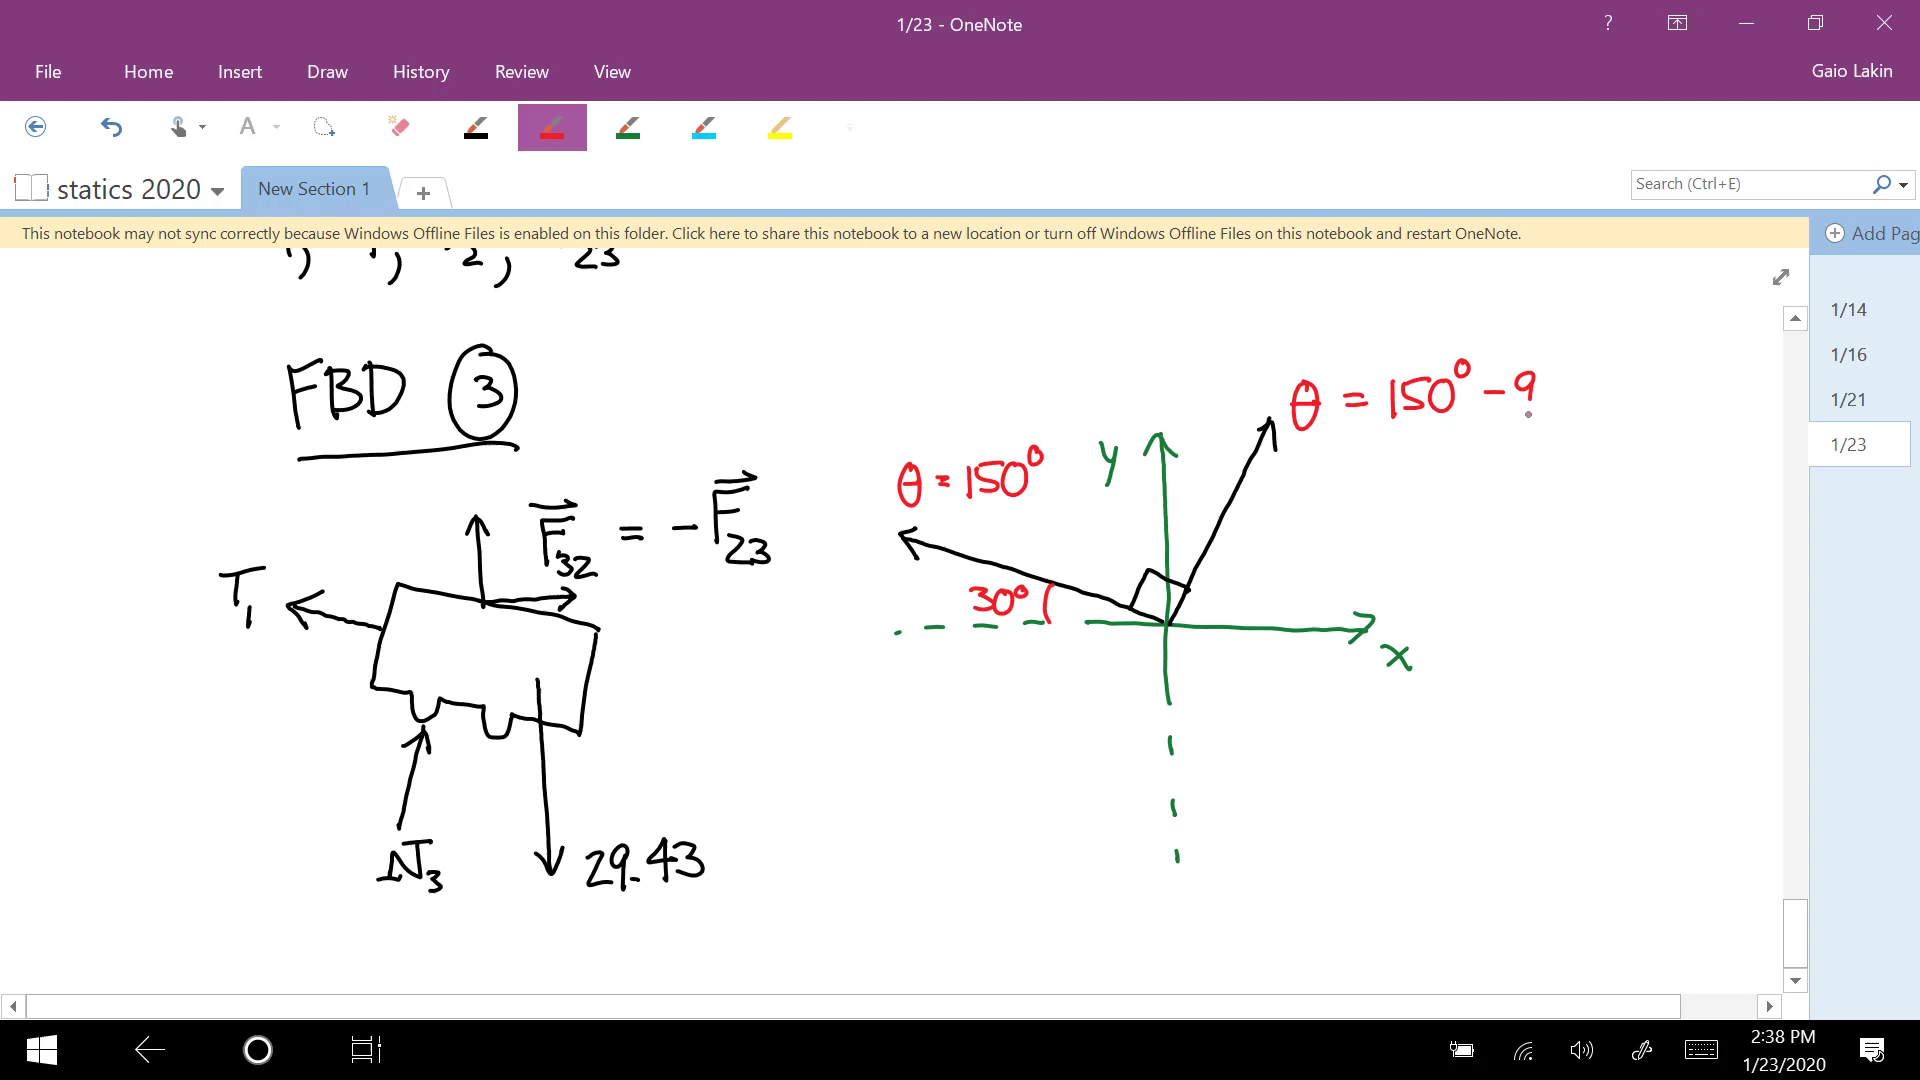 1/23 - OneNote
?
File Home Insert Draw History Review View
Gaio Lakin
A
statics 2020
New Section 1
+
Search (Ctrl+E)
This notebook may not sync correctly because Windows Offline Files is enabled on this folder. Click here to share this notebook to a new location or turn off Windows Offline Files on this notebook and restart OneNote.
Add Pag
1/14
1/16
1/21
1/23
23
FBD 3
θ = 150° - 9
θ = 150°
y
F₃₂ = - F₂₃
T₁
30°
x
N₃
29.43
2:38 PM
1/23/2020